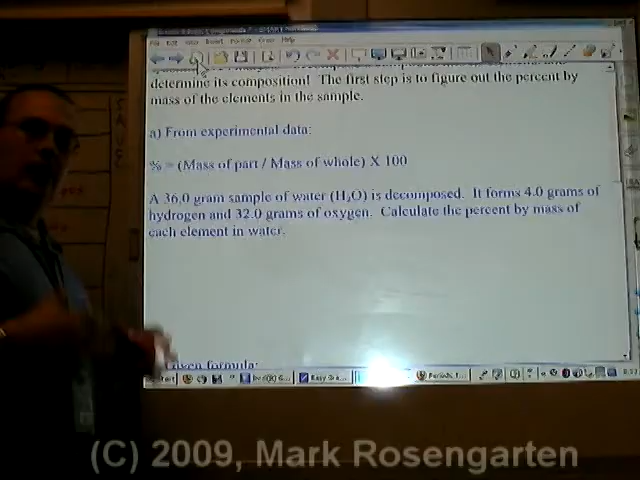 determine its composition! The first step is to figure out the percent by
mass of the elements in the sample.
a) From experimental data:
% = (Mass of part / Mass of whole) X 100
A 36.0 gram sample of water (H₂O) is decomposed. It forms 4.0 grams of
hydrogen and 32.0 grams of oxygen. Calculate the percent by mass of
each element in water.
formula:
(C) 2009, Mark Rosengarten